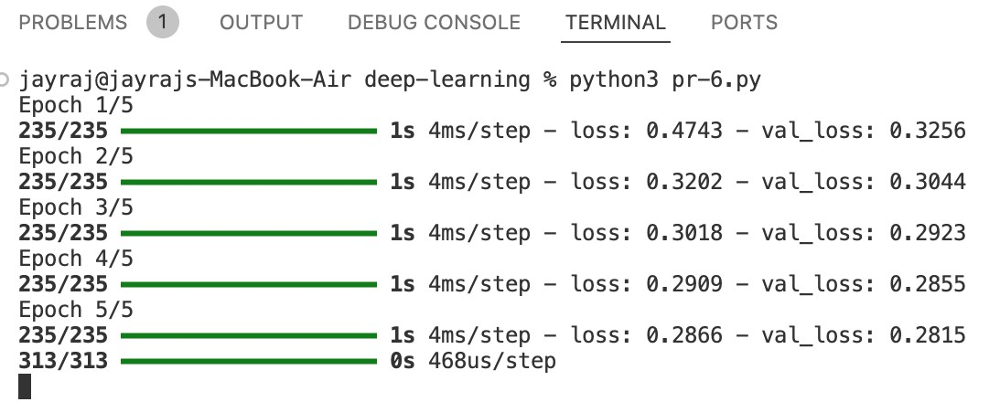 PROBLEMS 1 OUTPUT DEBUG CONSOLE TERMINAL PORTS
jayraj@jayrajs-MacBook-Air deep-learning % python3 pr-6.py
Epoch 1/5
235/235 1s 4ms/step - loss: 0.4743 - val_loss: 0.3256
Epoch 2/5
235/235 1s 4ms/step - loss: 0.3202 - val_loss: 0.3044
Epoch 3/5
235/235 1s 4ms/step - loss: 0.3018 - val_loss: 0.2923
Epoch 4/5
235/235 1s 4ms/step - loss: 0.2909 - val_loss: 0.2855
Epoch 5/5
235/235 1s 4ms/step - loss: 0.2866 - val_loss: 0.2815
313/313 0s 468us/step